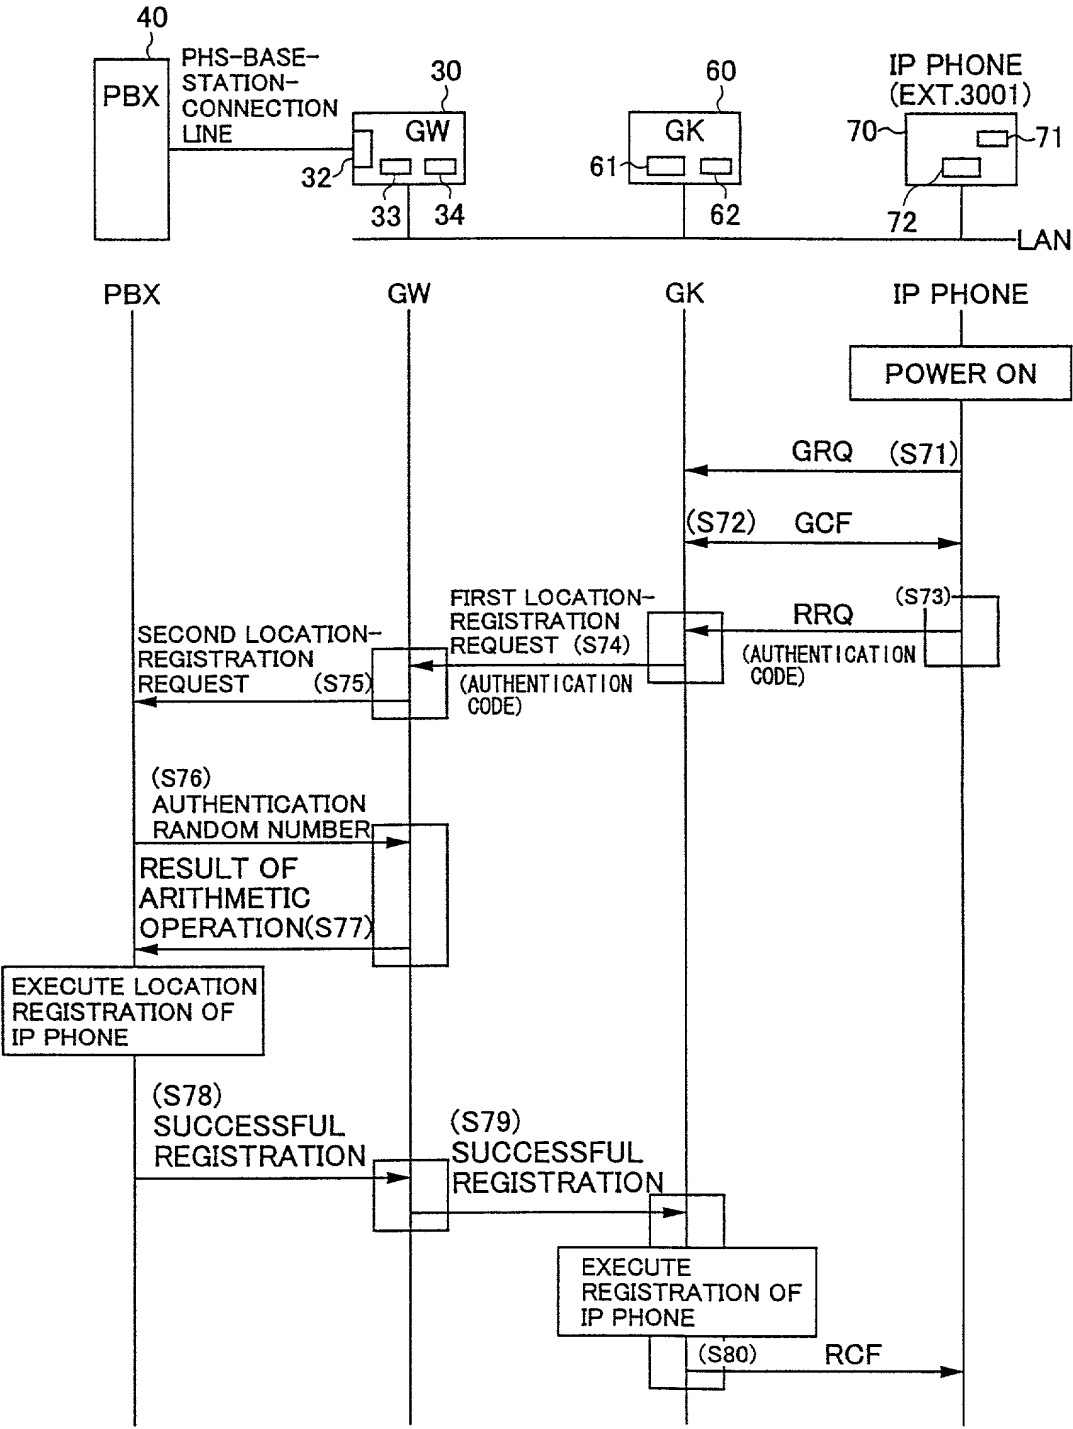 40
PBX
PHS-BASE-
STATION-
CONNECTION
LINE
30
GW
32
33
34
60
GK
61
62
IP PHONE
(EXT.3001)
70
71
72
LAN
PBX
GW
GK
IP PHONE
POWER ON
GRQ (S71)
(S72) GCF
(S73)
RRQ
(AUTHENTICATION
CODE)
FIRST LOCATION-
REGISTRATION
REQUEST (S74)
(AUTHENTICATION
CODE)
SECOND LOCATION-
REGISTRATION
REQUEST (S75)
(S76)
AUTHENTICATION
RANDOM NUMBER
RESULT OF
ARITHMETIC
OPERATION(S77)
EXECUTE LOCATION
REGISTRATION OF
IP PHONE
(S78)
SUCCESSFUL
REGISTRATION
(S79)
SUCCESSFUL
REGISTRATION
EXECUTE
REGISTRATION OF
IP PHONE
(S80) RCF